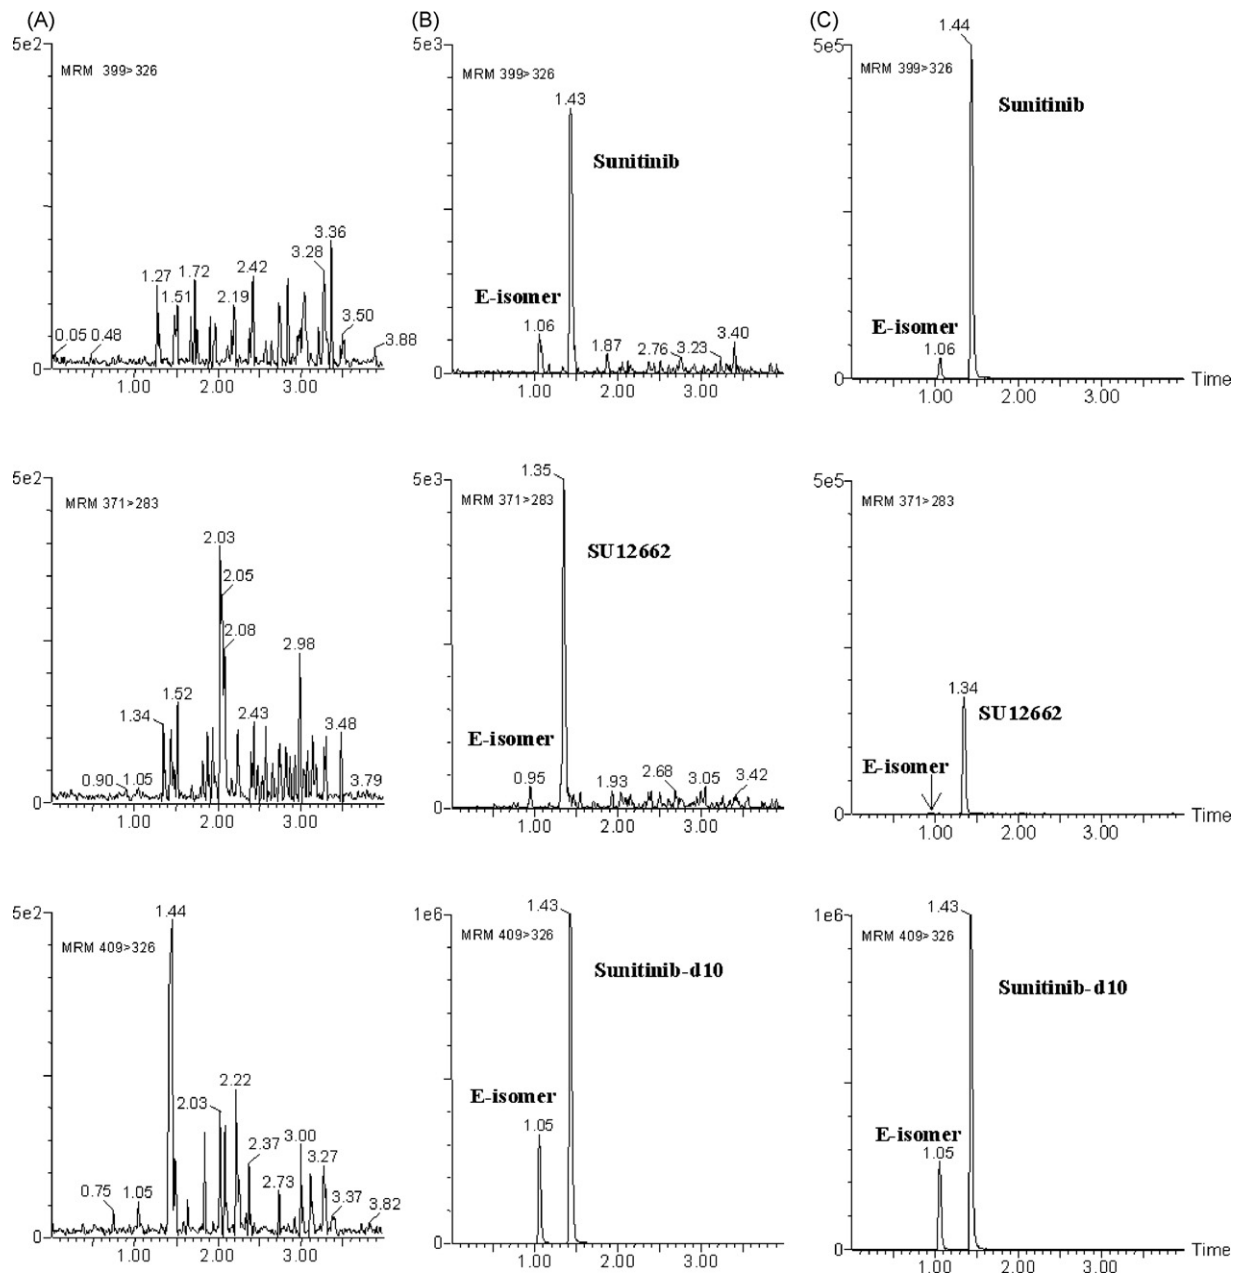 (A) (B) (C)
5e2
MRM 399>326
3.36
3.28
1.27 1.72 2.42
1.51 2.19
3.50
0.05 0.48 3.88
0
1.00 2.00 3.00
5e3
MRM 399>326
1.43
Sunitinib
E-isomer
1.06
1.87 2.76 3.23 3.40
0
1.00 2.00 3.00
1.44
5e5
MRM 399>326
Sunitinib
E-isomer
1.06
0
Time
1.00 2.00 3.00
5e2
MRM 371>283
2.03
2.05
2.08
2.98
1.52
1.34 2.43 3.48
0.90 1.05 3.79
0
1.00 2.00 3.00
1.35
5e3
MRM 371>283
SU12662
E-isomer
0.95 1.93 2.68 3.05 3.42
0
1.00 2.00 3.00
5e5
MRM 371>283
1.34
SU12662
E-isomer
0
Time
1.00 2.00 3.00
1.44
5e2
MRM 409>326
2.22
2.03
2.37 3.00
3.27
0.75 1.05 2.73 3.37 3.82
0
1.00 2.00 3.00
1.43
1e6
MRM 409>326
Sunitinib-d10
E-isomer
1.05
0
1.00 2.00 3.00
1.43
1e6
MRM 409>326
Sunitinib-d10
E-isomer
1.05
0
Time
1.00 2.00 3.00